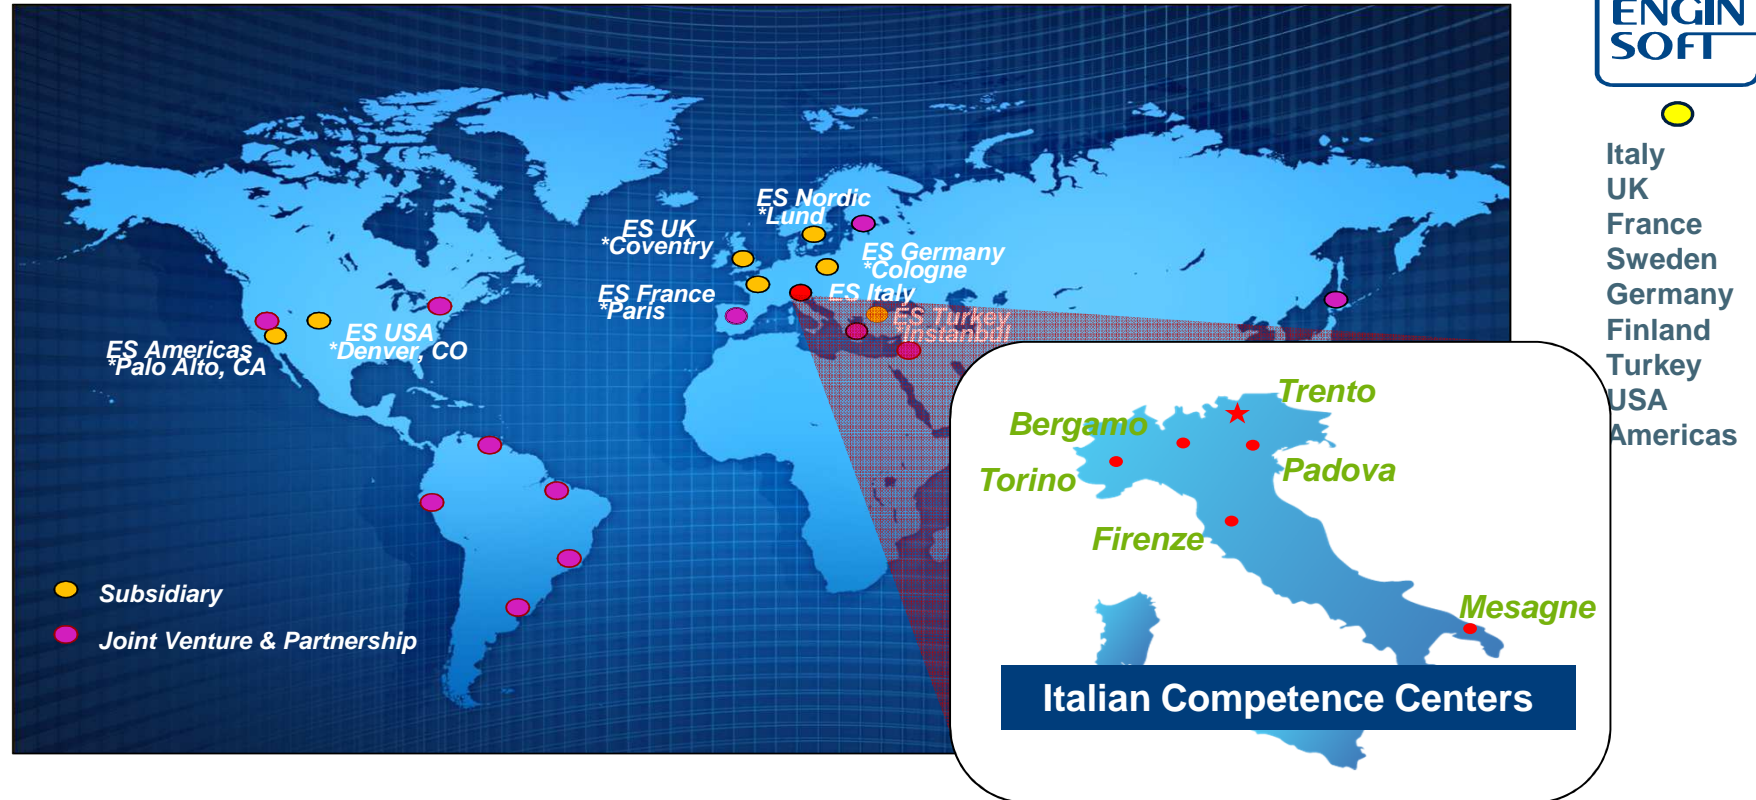 ENGIN
SOFT
Italy
UK
France
Sweden
Germany
Finland
Turkey
USA
Americas
ES Nordic
*Lund
ES UK
*Coventry
ES Germany
*Cologne
ES France
*Paris
ES Italy
ES Turkey
*Instanbul
ES USA
*Denver, CO
ES Americas
*Palo Alto, CA
Subsidiary
Joint Venture & Partnership
Trento
Bergamo
Padova
Torino
Firenze
Mesagne
Italian Competence Centers